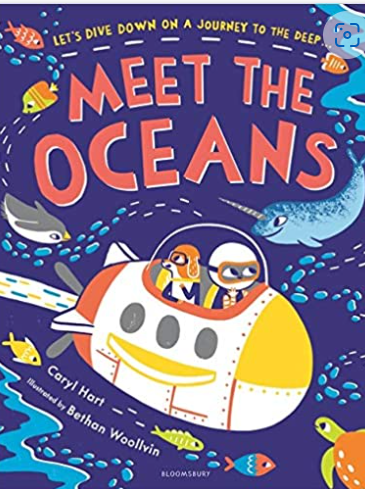 LET'S DIVE DOWN ON A JOURNEY TO THE DEEP...
MEET THE
OCEANS
Caryl Hart
Illustrated by Bethan Woollvin
BLOOMSBURY